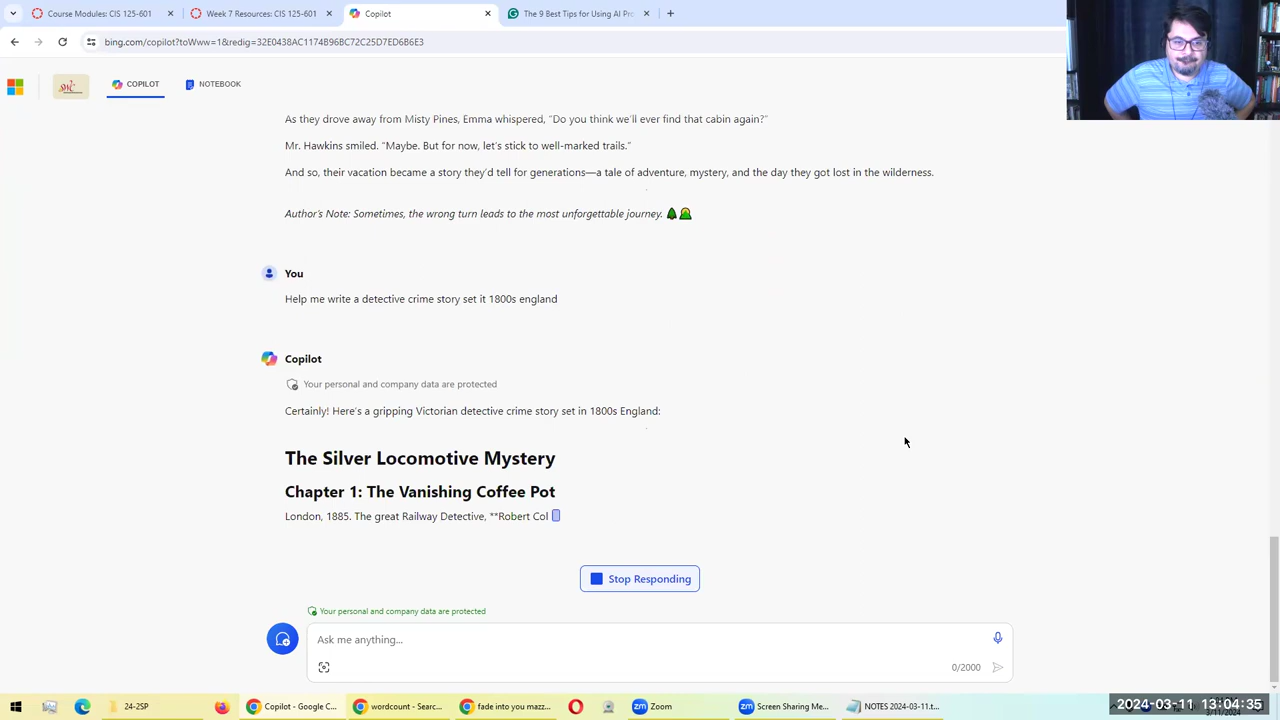 Course Modules: CIS 125-601
Week 7 Resources: CIS 125-601
Copilot
The 9 Best Tips for Using AI Pro
bing.com/copilot?toWww=1&redig=32E0438AC1174B96BC72C25D7ED6B6E3
COPILOT
NOTEBOOK
As they drove away from Misty Pines, Emma whispered, “Do you think we’ll ever find that cabin again?”
Mr. Hawkins smiled. “Maybe. But for now, let’s stick to well-marked trails.”
And so, their vacation became a story they’d tell for generations—a tale of adventure, mystery, and the day they got lost in the wilderness.
Author’s Note: Sometimes, the wrong turn leads to the most unforgettable journey. 🌲🌄
You
Help me write a detective crime story set it 1800s england
Copilot
Your personal and company data are protected
Certainly! Here’s a gripping Victorian detective crime story set in 1800s England:
The Silver Locomotive Mystery
Chapter 1: The Vanishing Coffee Pot
London, 1885. The great Railway Detective, **Robert Col
Stop Responding
Your personal and company data are protected
Ask me anything...
0/2000
24-2SP
Copilot - Google C...
wordcount - Searc...
fade into you mazz...
Zoom
Screen Sharing Me...
NOTES 2024-03-11.t...
2024-03-11 13:04:35